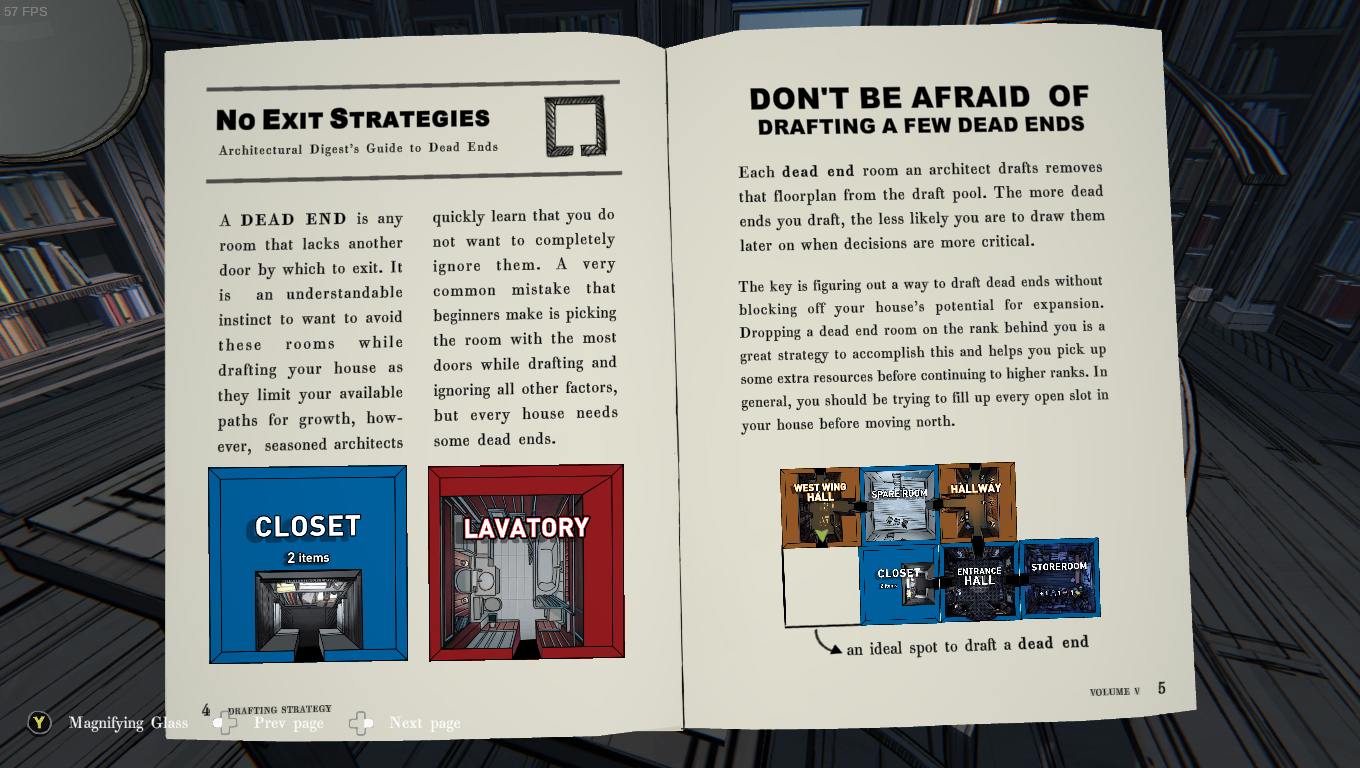 57 FPS
NO EXIT STRATEGIES
Architectural Digest's Guide to Dead Ends
A DEAD END is any
room that lacks another
door by which to exit. It
is an understandable
instinct to want to avoid
these rooms while
drafting your house as
they limit your available
paths for growth, how-
ever, seasoned architects
quickly learn that you do
not want to completely
ignore them. A very
common mistake that
beginners make is picking
the room with the most
doors while drafting and
ignoring all other factors,
but every house needs
some dead ends.
CLOSET
2 items
LAVATORY
4 DRAFTING STRATEGY
DON'T BE AFRAID OF
DRAFTING A FEW DEAD ENDS
Each dead end room an architect drafts removes
that floorplan from the draft pool. The more dead
ends you draft, the less likely you are to draw them
later on when decisions are more critical.
The key is figuring out a way to draft dead ends without
blocking off your house's potential for expansion.
Dropping a dead end room on the rank behind you is a
great strategy to accomplish this and helps you pick up
some extra resources before continuing to higher ranks. In
general, you should be trying to fill up every open slot in
your house before moving north.
WEST WING
HALL
SPARE ROOM
HALLWAY
CLOSET
2 items
ENTRANCE
HALL
STOREROOM
an ideal spot to draft a dead end
VOLUME V 5
Y Magnifying Glass Prev page Next page